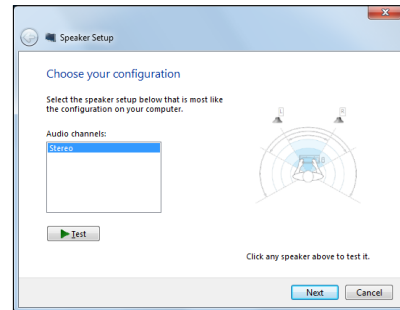 Speaker Setup
Choose your configuration
Select the speaker setup below that is most like
the configuration on your computer.
Audio channels:
Stereo
L R
Test
Click any speaker above to test it.
Next Cancel